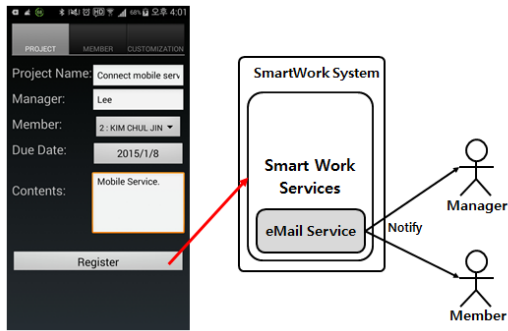 68% 오후 4:01
PROJECT MEMBER CUSTOMIZATION
Project Name: Connect mobile serv
Manager: Lee
Member: 2 : KIM CHUL JIN
Due Date: 2015/1/8
Contents: Mobile Service.
Register
SmartWork System
Smart Work
Services
eMail Service
Notify
Manager
Member